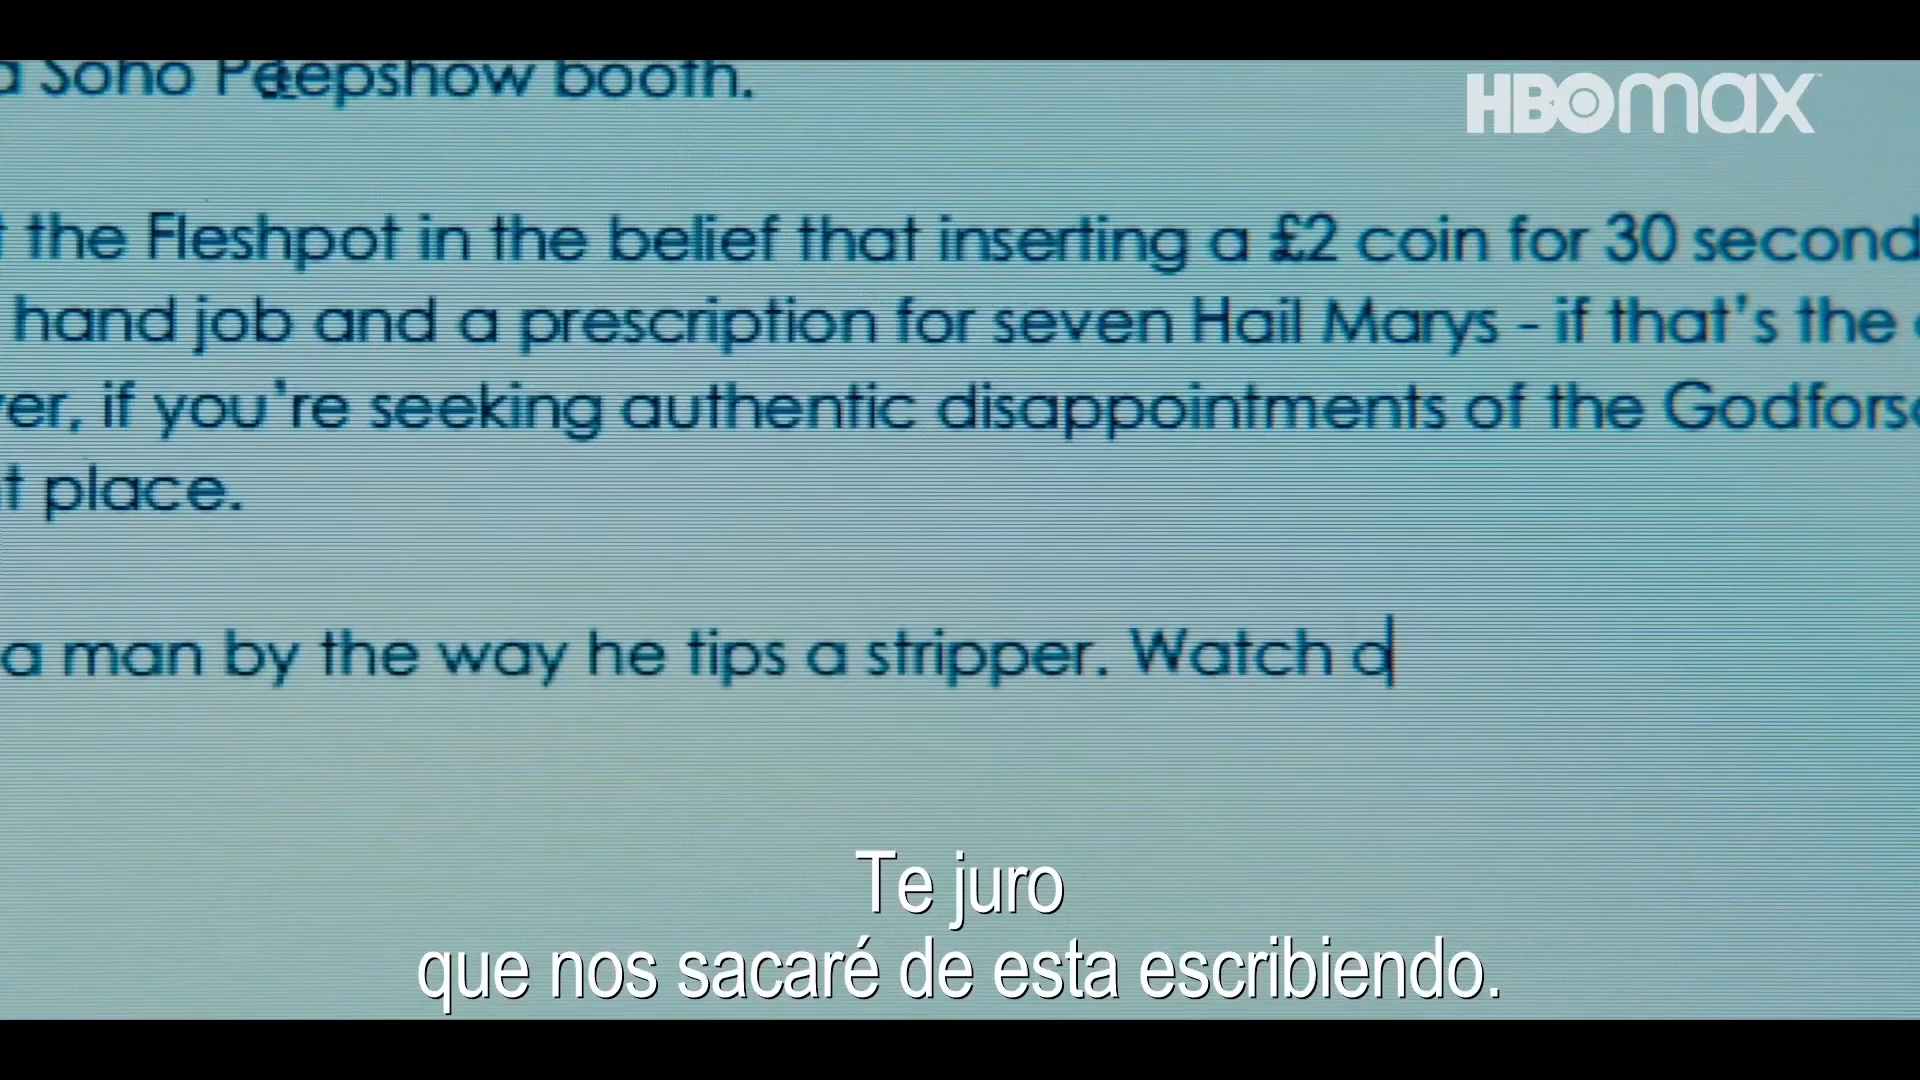 a Soho Peepshow booth.
HBOmax
the Fleshpot in the belief that inserting a £2 coin for 30 second
hand job and a prescription for seven Hail Marys - if that's the
er, if you're seeking authentic disappointments of the Godfors
t place.
a man by the way he tips a stripper. Watch a
Te juro
que nos sacaré de esta escribiendo.